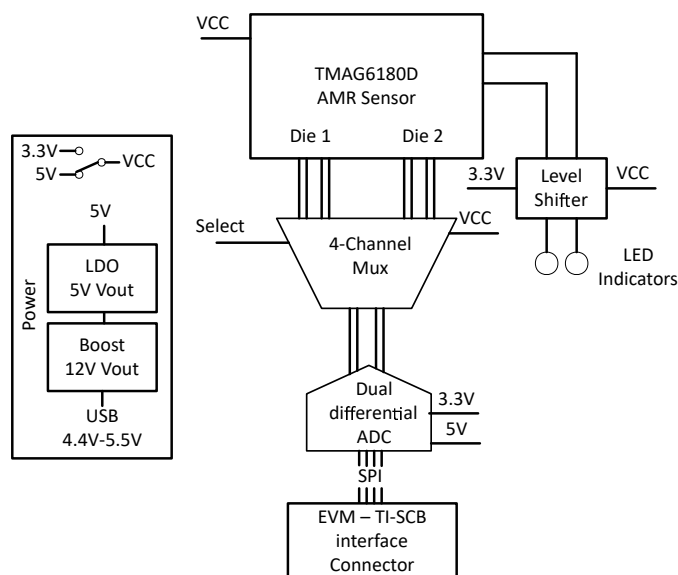 VCC
TMAG6180D
AMR Sensor
Die 1
Die 2
3.3V
VCC
5V
5V
LDO
5V Vout
Boost
12V Vout
USB
4.4V-5.5V
Power
3.3V
Level
Shifter
VCC
LED
Indicators
Select
4-Channel
Mux
VCC
Dual
differential
ADC
3.3V
5V
SPI
EVM – TI-SCB
interface
Connector